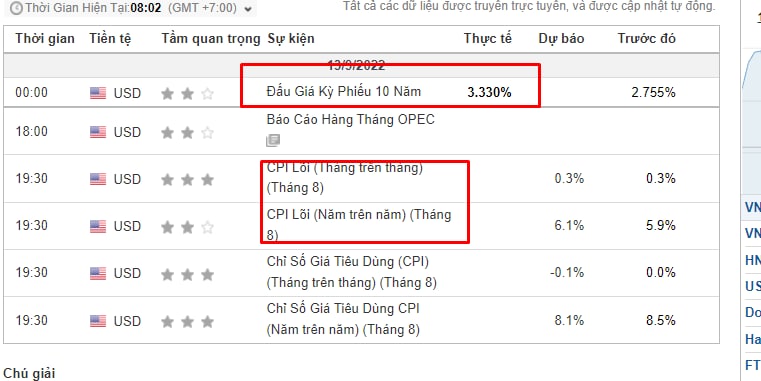 Thời Gian Hiện Tại:08:02 (GMT +7:00)
Tất cả các dữ liệu được truyền trực tuyến, và được cập nhật tự động.
Thời gian Tiền tệ Tầm quan trọng Sự kiện Thực tế Dự báo Trước đó
13/9/2022
00:00 USD Đấu Giá Kỳ Phiếu 10 Năm 3.330% 2.755%
18:00 USD Báo Cáo Hàng Tháng OPEC
19:30 USD CPI Lõi (Tháng trên tháng) 0.3% 0.3%
(Tháng 8)
19:30 USD CPI Lõi (Năm trên năm) (Tháng 6.1% 5.9%
8)
19:30 USD Chỉ Số Giá Tiêu Dùng (CPI) -0.1% 0.0%
(Tháng trên tháng) (Tháng 8)
19:30 USD Chỉ Số Giá Tiêu Dùng CPI 8.1% 8.5%
(Năm trên năm) (Tháng 8)
Chú giải
1
VN
VN
HN
US
Do
Ha
FT